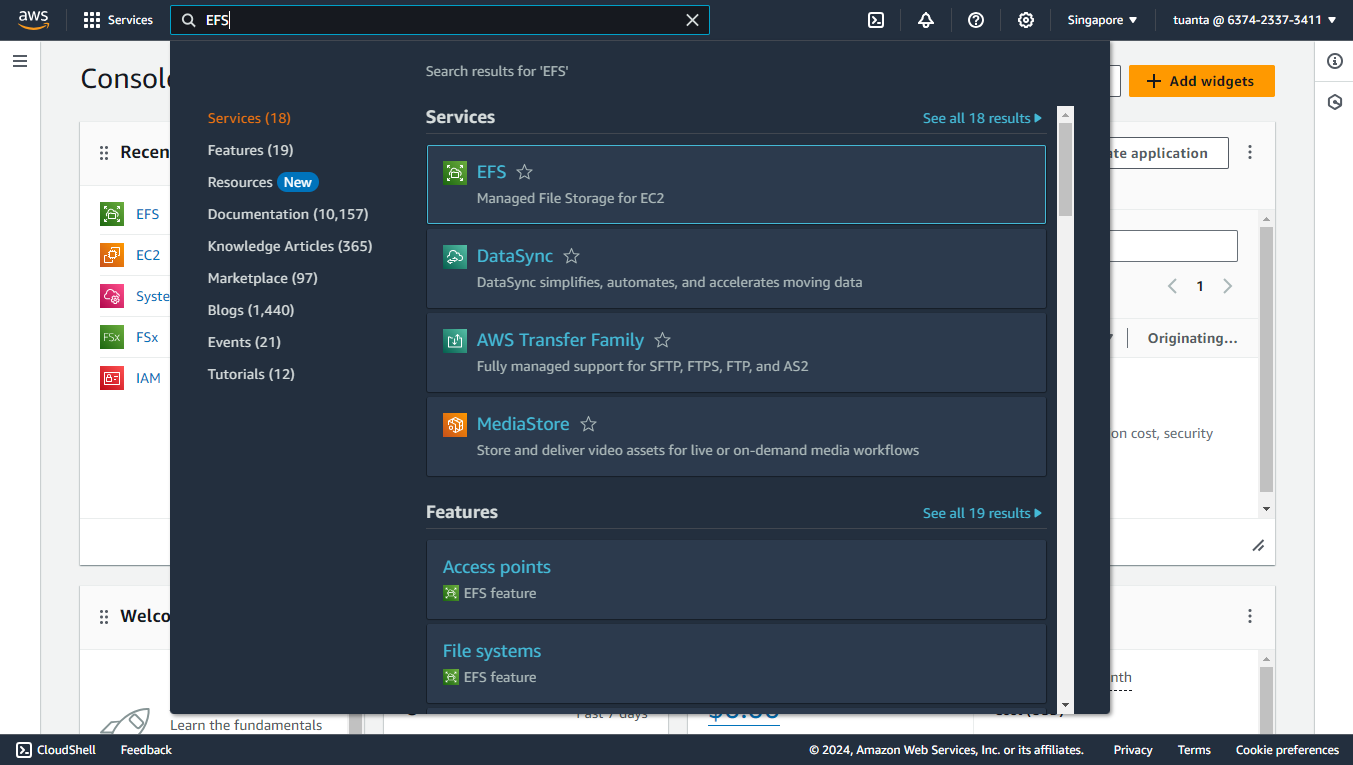 aws
Services
EFS
Singapore
tuanta @ 6374-2337-3411
Search results for 'EFS'
Services (18)
Features (19)
Resources New
Documentation (10,157)
Knowledge Articles (365)
Marketplace (97)
Blogs (1,440)
Events (21)
Tutorials (12)
Services
See all 18 results
EFS
Managed File Storage for EC2
DataSync
DataSync simplifies, automates, and accelerates moving data
AWS Transfer Family
Fully managed support for SFTP, FTPS, FTP, and AS2
MediaStore
Store and deliver video assets for live or on-demand media workflows
Features
See all 19 results
Access points
EFS feature
File systems
EFS feature
Console
Add widgets
Recen
EFS
EC2
Syste
FSx
FSx
IAM
te application
1
Originating...
on cost, security
Welco
Learn the fundamentals
Past 7 days
nth
CloudShell
Feedback
© 2024, Amazon Web Services, Inc. or its affiliates.
Privacy
Terms
Cookie preferences